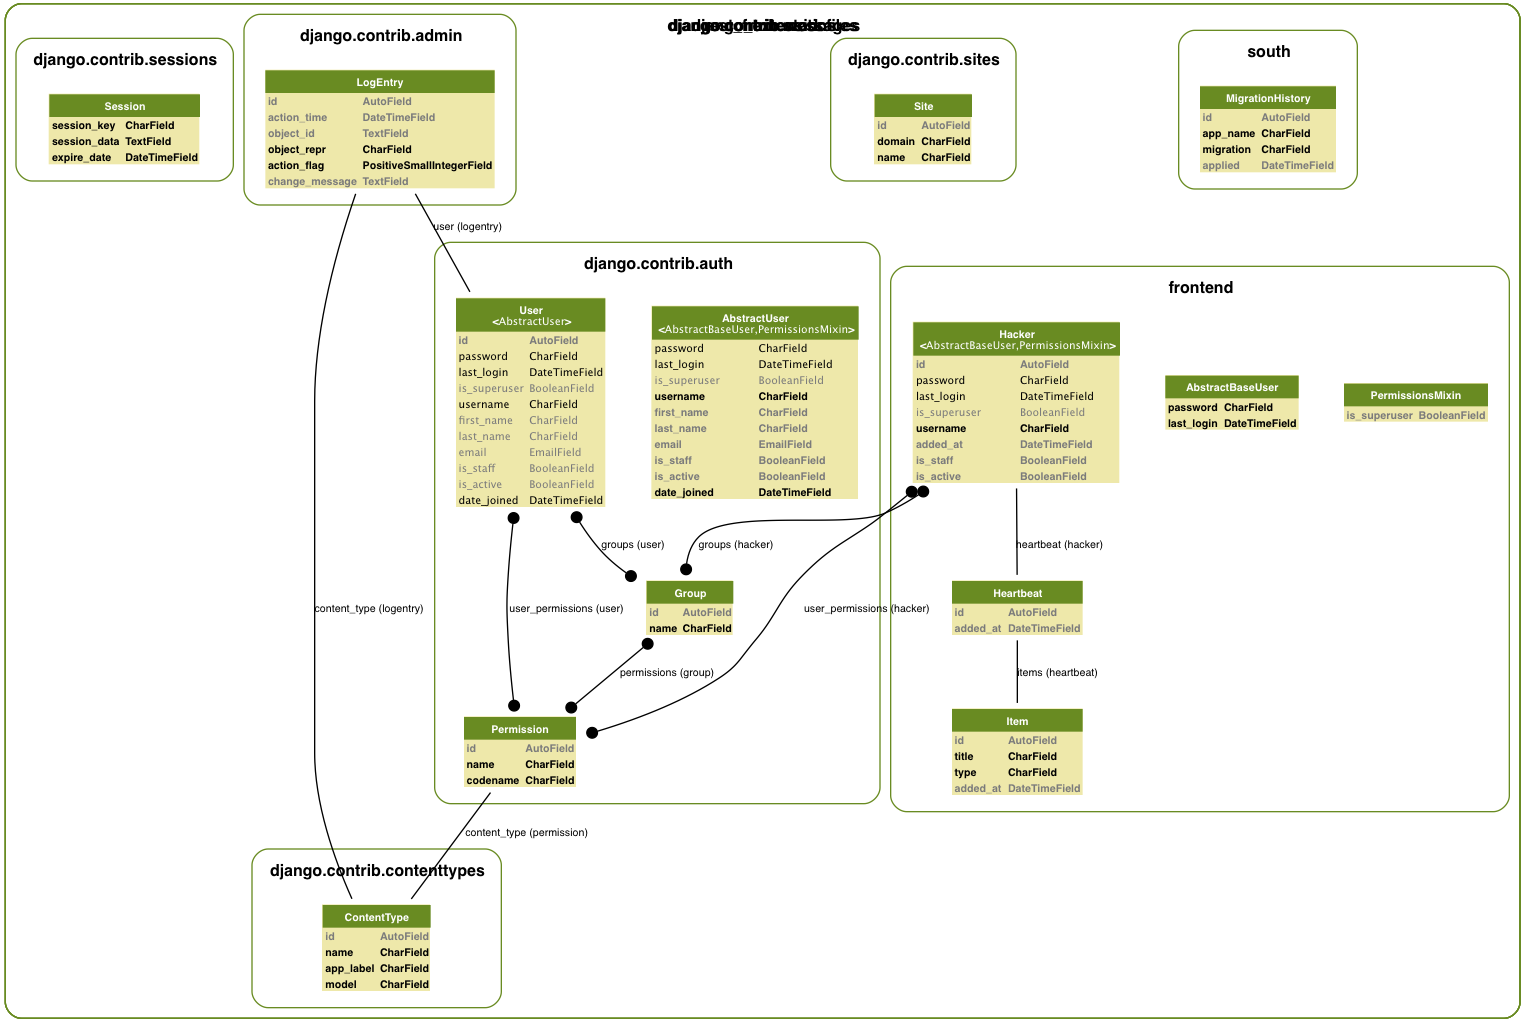 django.contrib.sessions
Session
session_key CharField
session_data TextField
expire_date DateTimeField
django.contrib.admin
LogEntry
id AutoField
action_time DateTimeField
object_id TextField
object_repr CharField
action_flag PositiveSmallIntegerField
change_message TextField
django.contrib.sites
Site
id AutoField
domain CharField
name CharField
south
MigrationHistory
id AutoField
app_name CharField
migration CharField
applied DateTimeField
user (logentry)
django.contrib.auth
User
<AbstractUser>
id AutoField
password CharField
last_login DateTimeField
is_superuser BooleanField
username CharField
first_name CharField
last_name CharField
email EmailField
is_staff BooleanField
is_active BooleanField
date_joined DateTimeField
AbstractUser
<AbstractBaseUser,PermissionsMixin>
password CharField
last_login DateTimeField
is_superuser BooleanField
username CharField
first_name CharField
last_name CharField
email EmailField
is_staff BooleanField
is_active BooleanField
date_joined DateTimeField
frontend
Hacker
<AbstractBaseUser,PermissionsMixin>
id AutoField
password CharField
last_login DateTimeField
is_superuser BooleanField
username CharField
added_at DateTimeField
is_staff BooleanField
is_active BooleanField
AbstractBaseUser
password CharField
last_login DateTimeField
PermissionsMixin
is_superuser BooleanField
groups (user)
groups (hacker)
heartbeat (hacker)
Group
id AutoField
name CharField
Heartbeat
id AutoField
added_at DateTimeField
content_type (logentry)
user_permissions (user)
user_permissions (hacker)
permissions (group)
items (heartbeat)
Permission
id AutoField
name CharField
codename CharField
Item
id AutoField
title CharField
type CharField
added_at DateTimeField
content_type (permission)
django.contrib.contenttypes
ContentType
id AutoField
name CharField
app_label CharField
model CharField